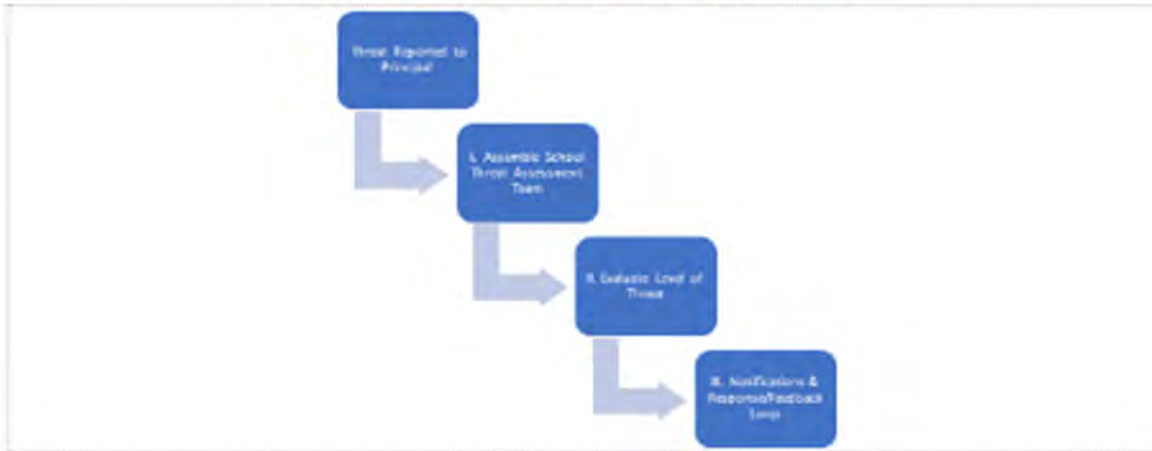 Threat Reported to
Principal
I. Assemble School
Threat Assessment
Team
II. Evaluate Level of
Threat
III. Notifications &
Response/Feedback
Loop